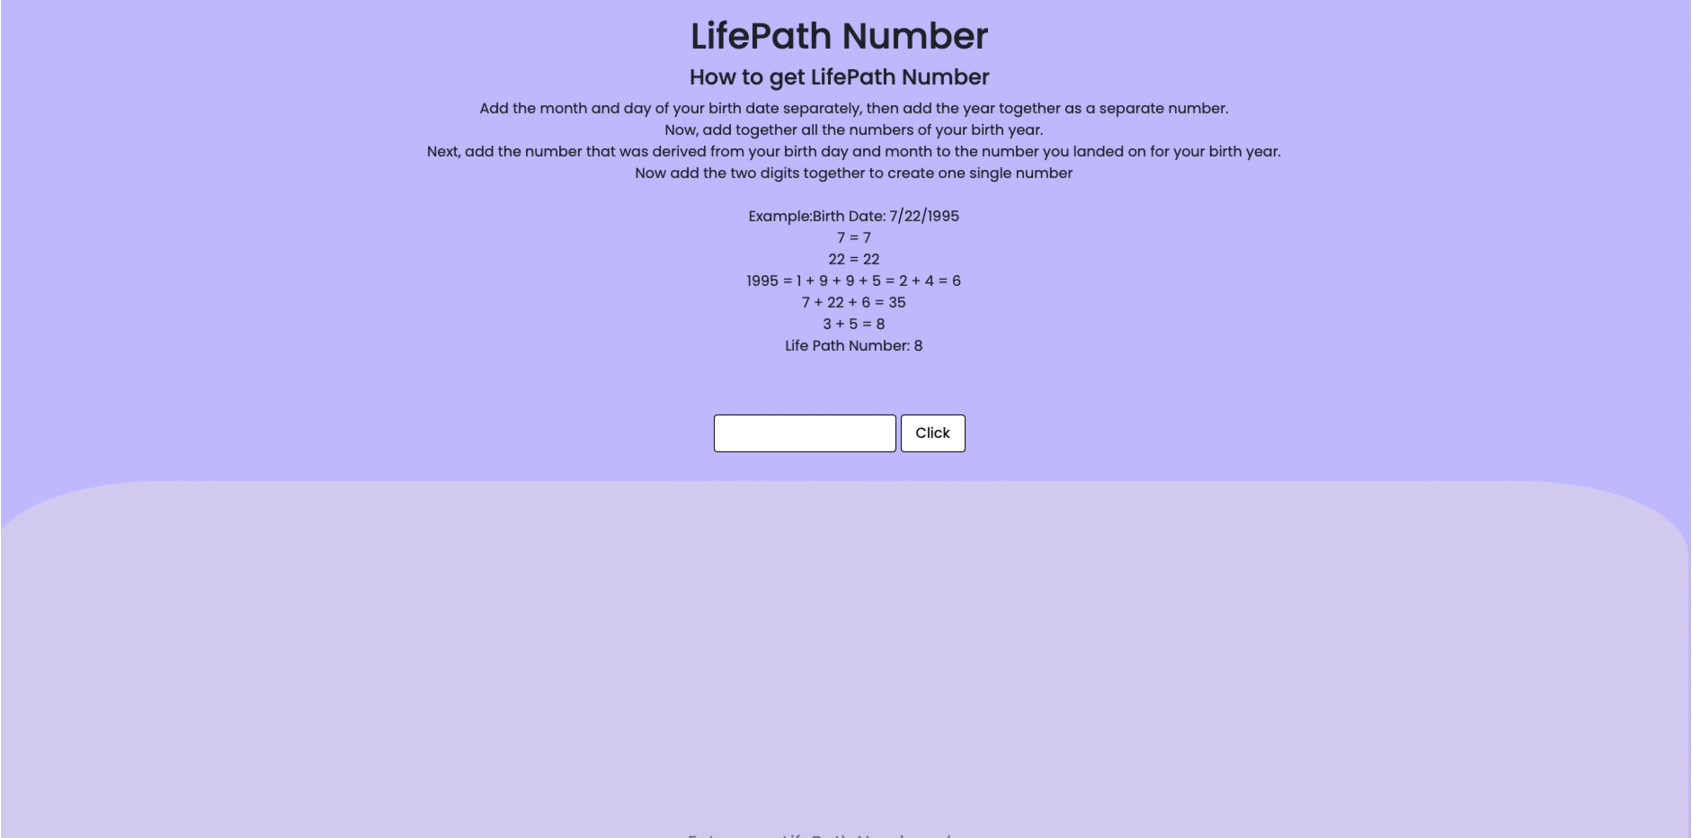 LifePath Number
How to get LifePath Number
Add the month and day of your birth date separately, then add the year together as a separate number.
Now, add together all the numbers of your birth year.
Next, add the number that was derived from your birth day and month to the number you landed on for your birth year.
Now add the two digits together to create one single number
Example:Birth Date: 7/22/1995
7 = 7
22 = 22
1995 = 1 + 9 + 9 + 5 = 2 + 4 = 6
7 + 22 + 6 = 35
3 + 5 = 8
Life Path Number: 8
Click